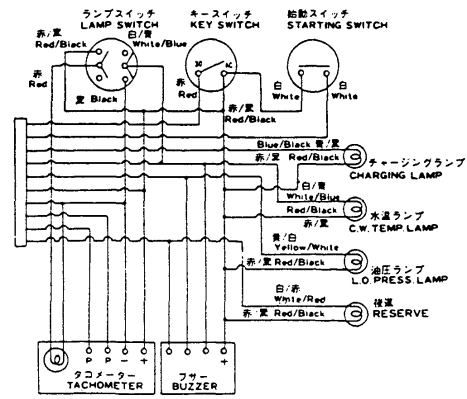 ランプスイッチ
LAMP SWITCH
キースイッチ
KEY SWITCH
始動スイッチ
STARTING SWITCH
赤/黒
Red/Black
白/青
White/Blue
赤
Red
黒 Black
赤
Red
赤/黒
Red/Black
白
White
白
White
Blue/Black 青/黒
赤/黒 Red/Black
チャージングランプ
CHARGING LAMP
白/青
White/Blue
Red/Black
赤/黒
水温ランプ
C.W. TEMP. LAMP
黄/白
Yellow/White
赤/黒 Red/Black
油圧ランプ
L.O. PRESS. LAMP
白/赤
White/Red
赤/黒 Red/Black
RESERVE
P P - +
+
タコメーター
TACHOMETER
ブザー
BUZZER